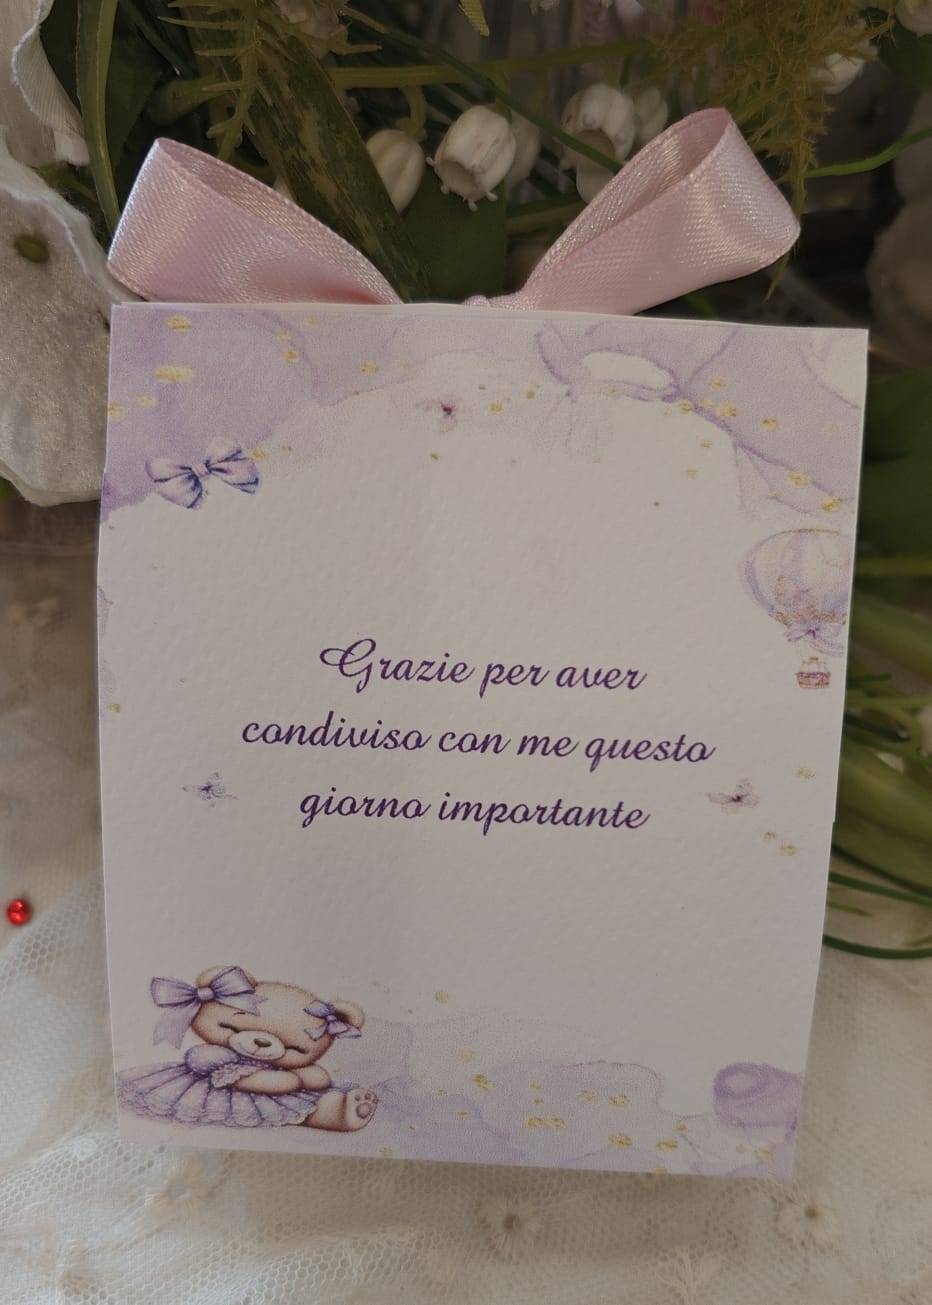 Grazie per aver
condiviso con me questo
giorno importante